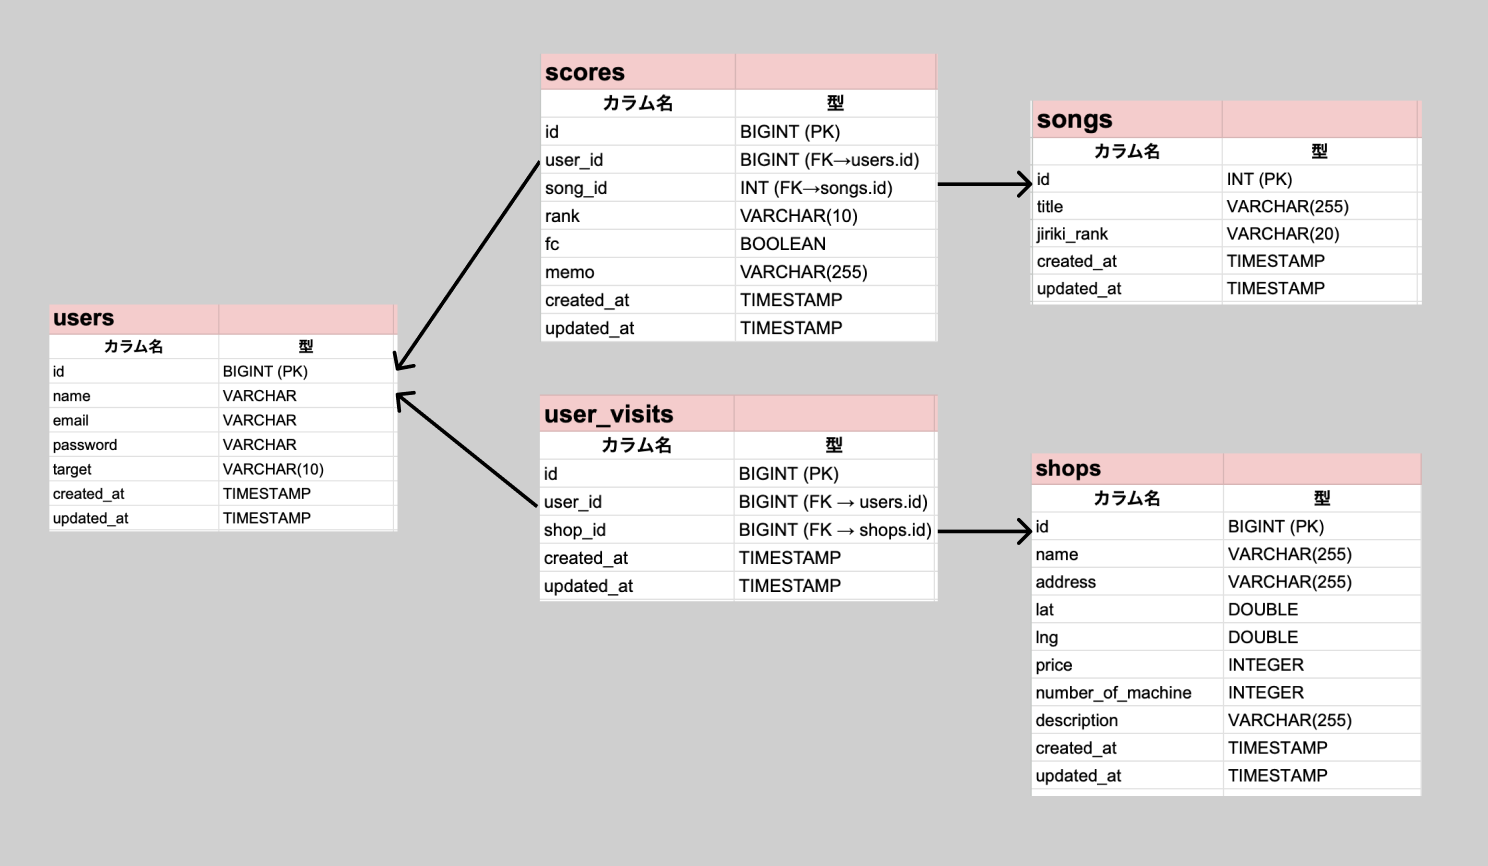 users
カラム名 型
id BIGINT (PK)
name VARCHAR
email VARCHAR
password VARCHAR
target VARCHAR(10)
created_at TIMESTAMP
updated_at TIMESTAMP
scores
カラム名 型
id BIGINT (PK)
user_id BIGINT (FK→users.id)
song_id INT (FK→songs.id)
rank VARCHAR(10)
fc BOOLEAN
memo VARCHAR(255)
created_at TIMESTAMP
updated_at TIMESTAMP
user_visits
カラム名 型
id BIGINT (PK)
user_id BIGINT (FK → users.id)
shop_id BIGINT (FK → shops.id)
created_at TIMESTAMP
updated_at TIMESTAMP
songs
カラム名 型
id INT (PK)
title VARCHAR(255)
jiriki_rank VARCHAR(20)
created_at TIMESTAMP
updated_at TIMESTAMP
shops
カラム名 型
id BIGINT (PK)
name VARCHAR(255)
address VARCHAR(255)
lat DOUBLE
lng DOUBLE
price INTEGER
number_of_machine INTEGER
description VARCHAR(255)
created_at TIMESTAMP
updated_at TIMESTAMP